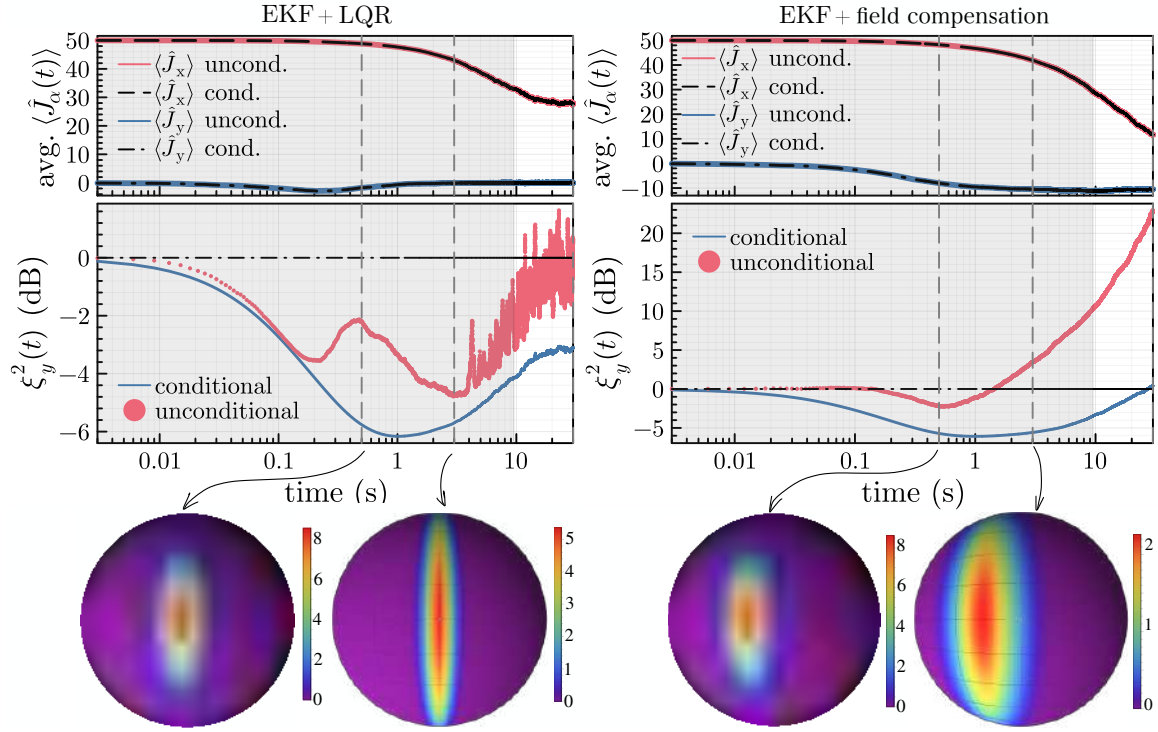 EKF + LQR
avg. ⟨Ĵα(t)⟩
50
40
30
20
10
0
⟨Ĵx⟩ uncond.
⟨Ĵx⟩ cond.
⟨Ĵy⟩ uncond.
⟨Ĵy⟩ cond.
ξ²y(t) (dB)
0
−2
−4
−6
conditional
unconditional
0.01
0.1
1
10
time (s)
8
6
4
2
0
5
4
3
2
1
0
EKF + field compensation
avg. ⟨Ĵα(t)⟩
50
40
30
20
10
0
−10
⟨Ĵx⟩ uncond.
⟨Ĵx⟩ cond.
⟨Ĵy⟩ uncond.
⟨Ĵy⟩ cond.
ξ²y(t) (dB)
20
15
10
5
0
−5
conditional
unconditional
0.01
0.1
1
10
time (s)
8
6
4
2
0
2
1
0